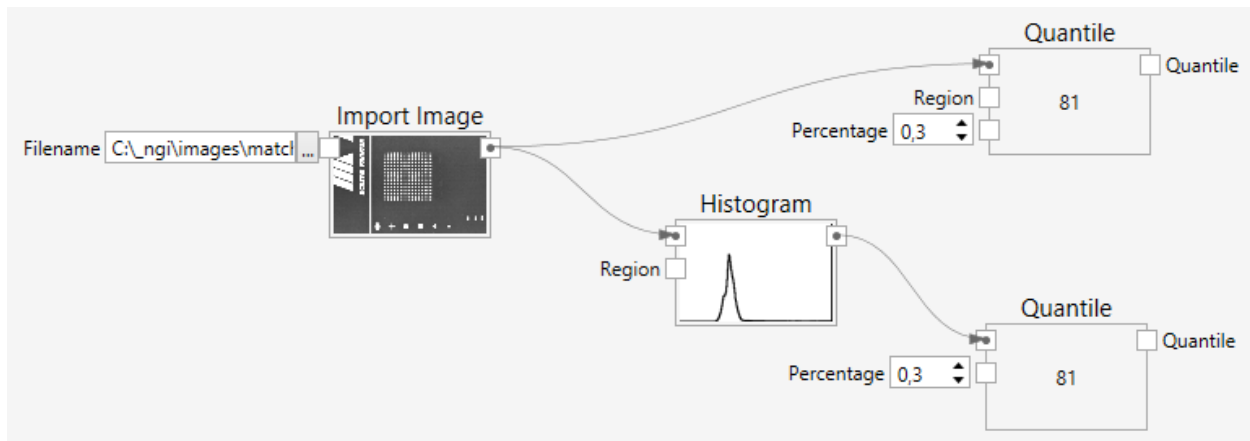 Quantile
Quantile
Region
81
Percentage 0,3
Import Image
Filename C:\_ngi\images\match ...
Histogram
Region
Quantile
Quantile
Percentage 0,3
81